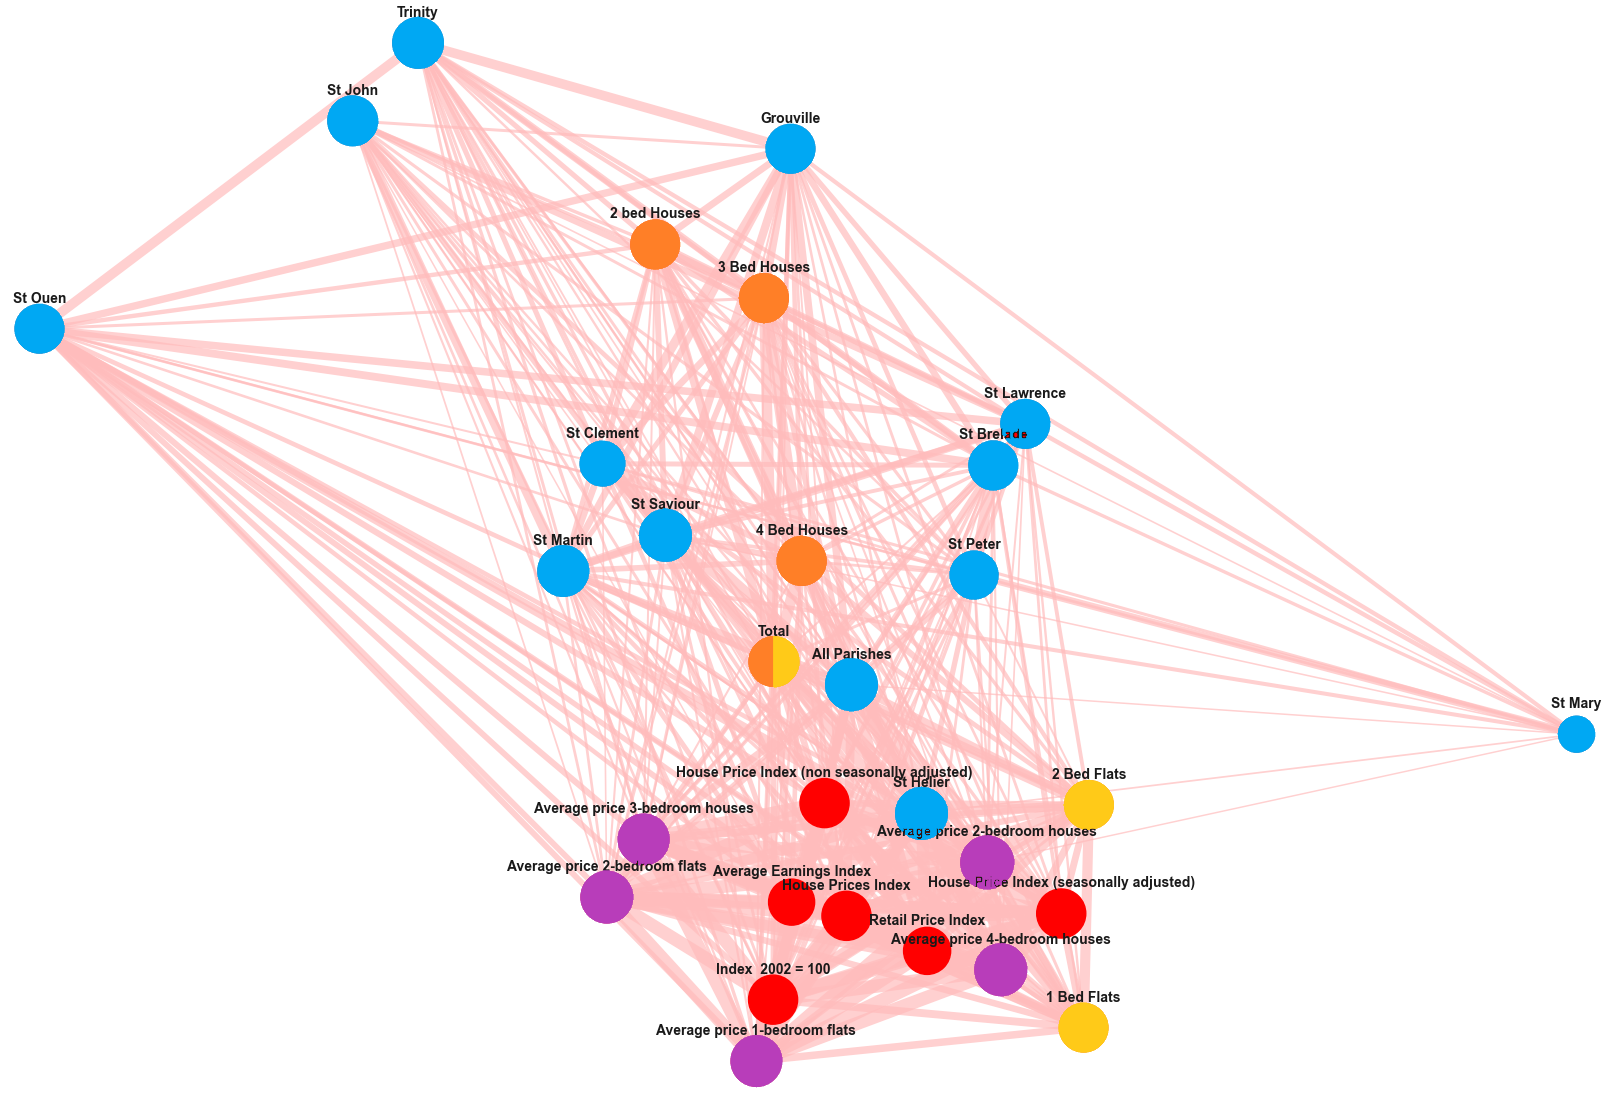 Trinity
St John
Grouville
2 bed Houses
3 Bed Houses
St Ouen
St Lawrence
St Clement
St Brelade
St Saviour
4 Bed Houses
St Martin
St Peter
Total
All Parishes
St Mary
House Price Index (non seasonally adjusted)
2 Bed Flats
St Helier
Average price 3-bedroom houses
Average price 2-bedroom houses
Average price 2-bedroom flats
Average Earnings Index
House Price Index (seasonally adjusted)
House Prices Index
Retail Price Index
Average price 4-bedroom houses
Index 2002 = 100
1 Bed Flats
Average price 1-bedroom flats